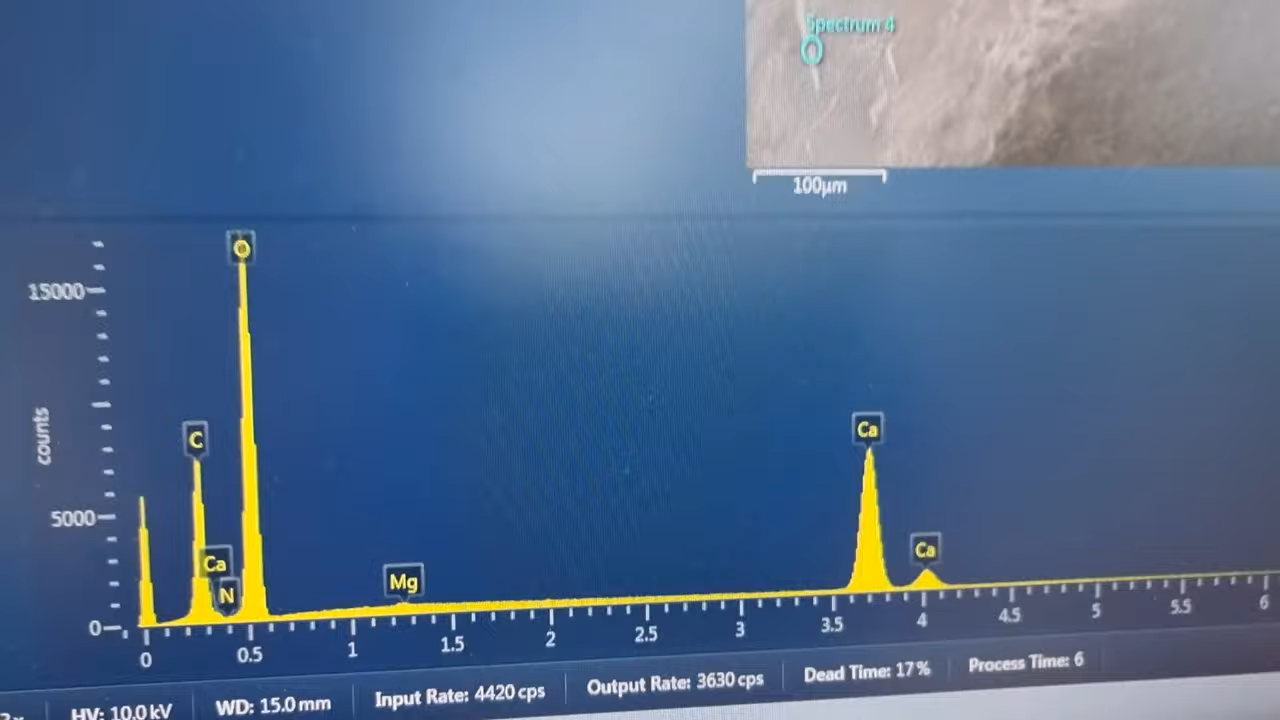 Spectrum 4
100µm
O
15000
counts
C
Ca
5000
Ca
Ca
N
Mg
0
0 0.5 1 1.5 2 2.5 3 3.5 4 4.5 5 5.5 6
HV: 10.0 kV WD: 15.0 mm Input Rate: 4420 cps Output Rate: 3630 cps Dead Time: 17 % Process Time: 6